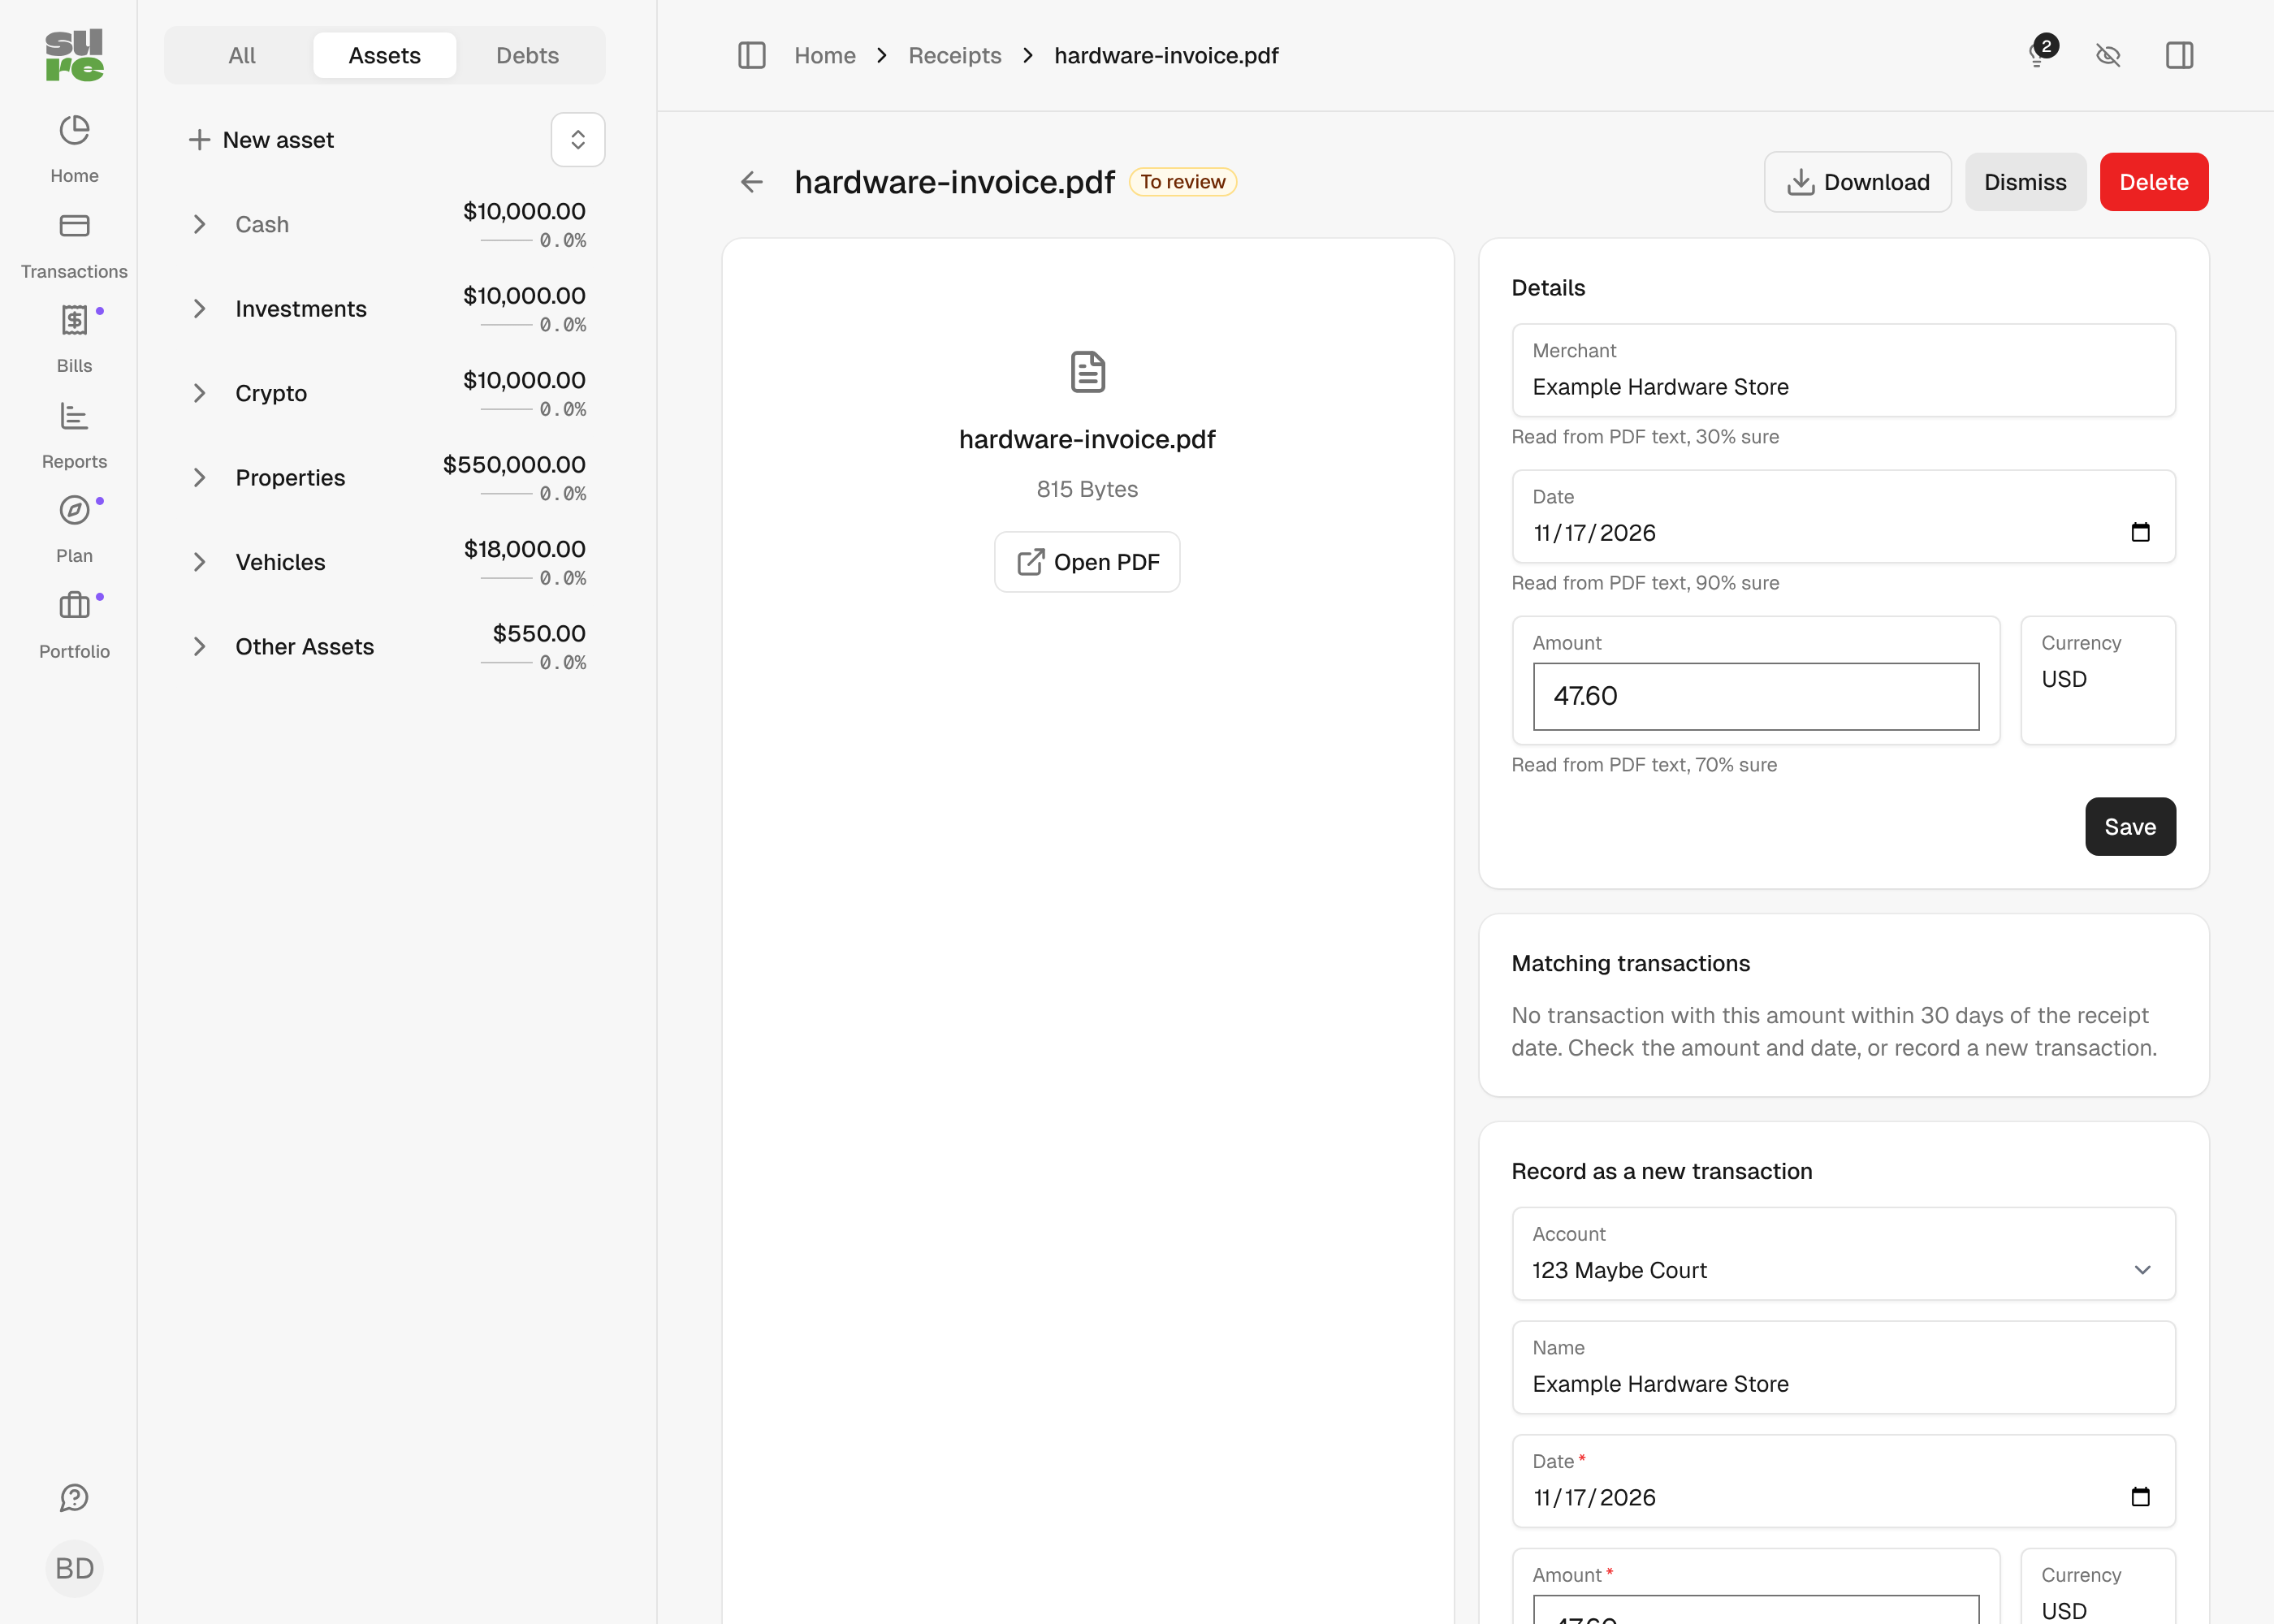 sure
Home
Transactions
Bills
Reports
Plan
Portfolio
BD
All
Assets
Debts
New asset
Cash
$10,000.00
0.0%
Investments
$10,000.00
0.0%
Crypto
$10,000.00
0.0%
Properties
$550,000.00
0.0%
Vehicles
$18,000.00
0.0%
Other Assets
$550.00
0.0%
Home > Receipts > hardware-invoice.pdf
2
hardware-invoice.pdf
To review
Download
Dismiss
Delete
hardware-invoice.pdf
815 Bytes
Open PDF
Details
Merchant
Example Hardware Store
Read from PDF text, 30% sure
Date
11/17/2026
Read from PDF text, 90% sure
Amount
47.60
Currency
USD
Read from PDF text, 70% sure
Save
Matching transactions
No transaction with this amount within 30 days of the receipt
date. Check the amount and date, or record a new transaction.
Record as a new transaction
Account
123 Maybe Court
Name
Example Hardware Store
Date *
11/17/2026
Amount *
47.60
Currency
USD